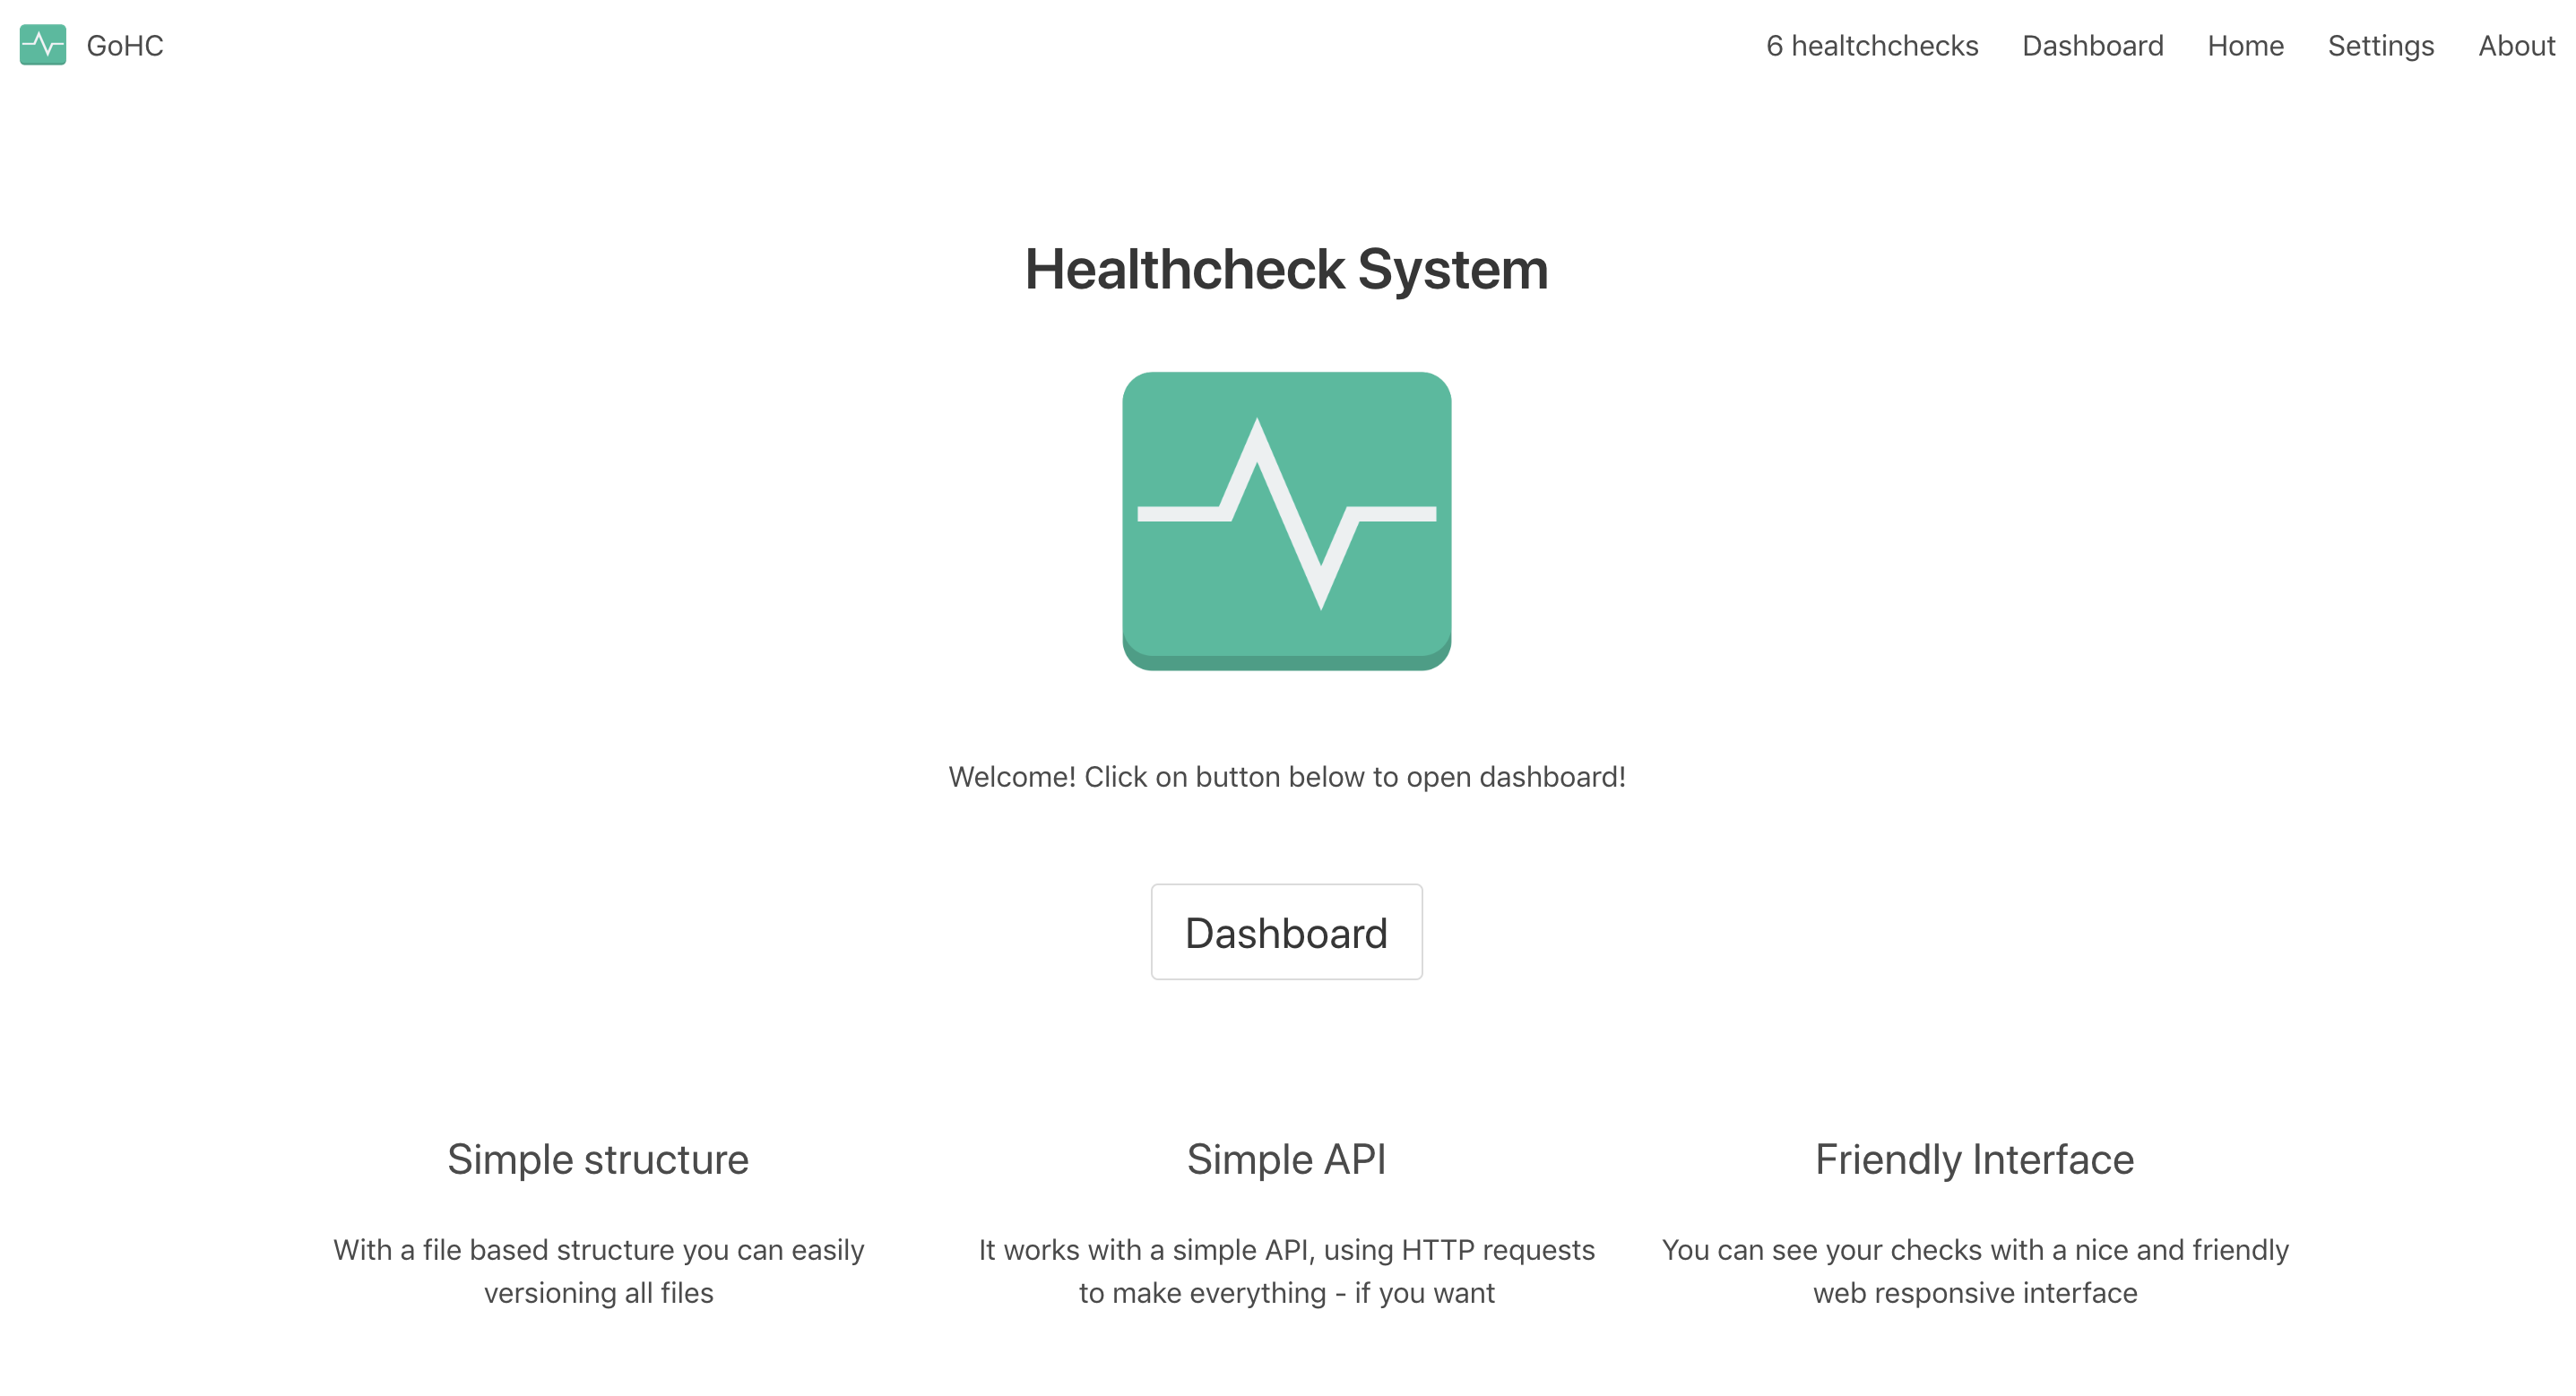 GoHC
6 healtchchecks
Dashboard
Home
Settings
About
Healthcheck System
Welcome! Click on button below to open dashboard!
Dashboard
Simple structure
With a file based structure you can easily
versioning all files
Simple API
It works with a simple API, using HTTP requests
to make everything - if you want
Friendly Interface
You can see your checks with a nice and friendly
web responsive interface